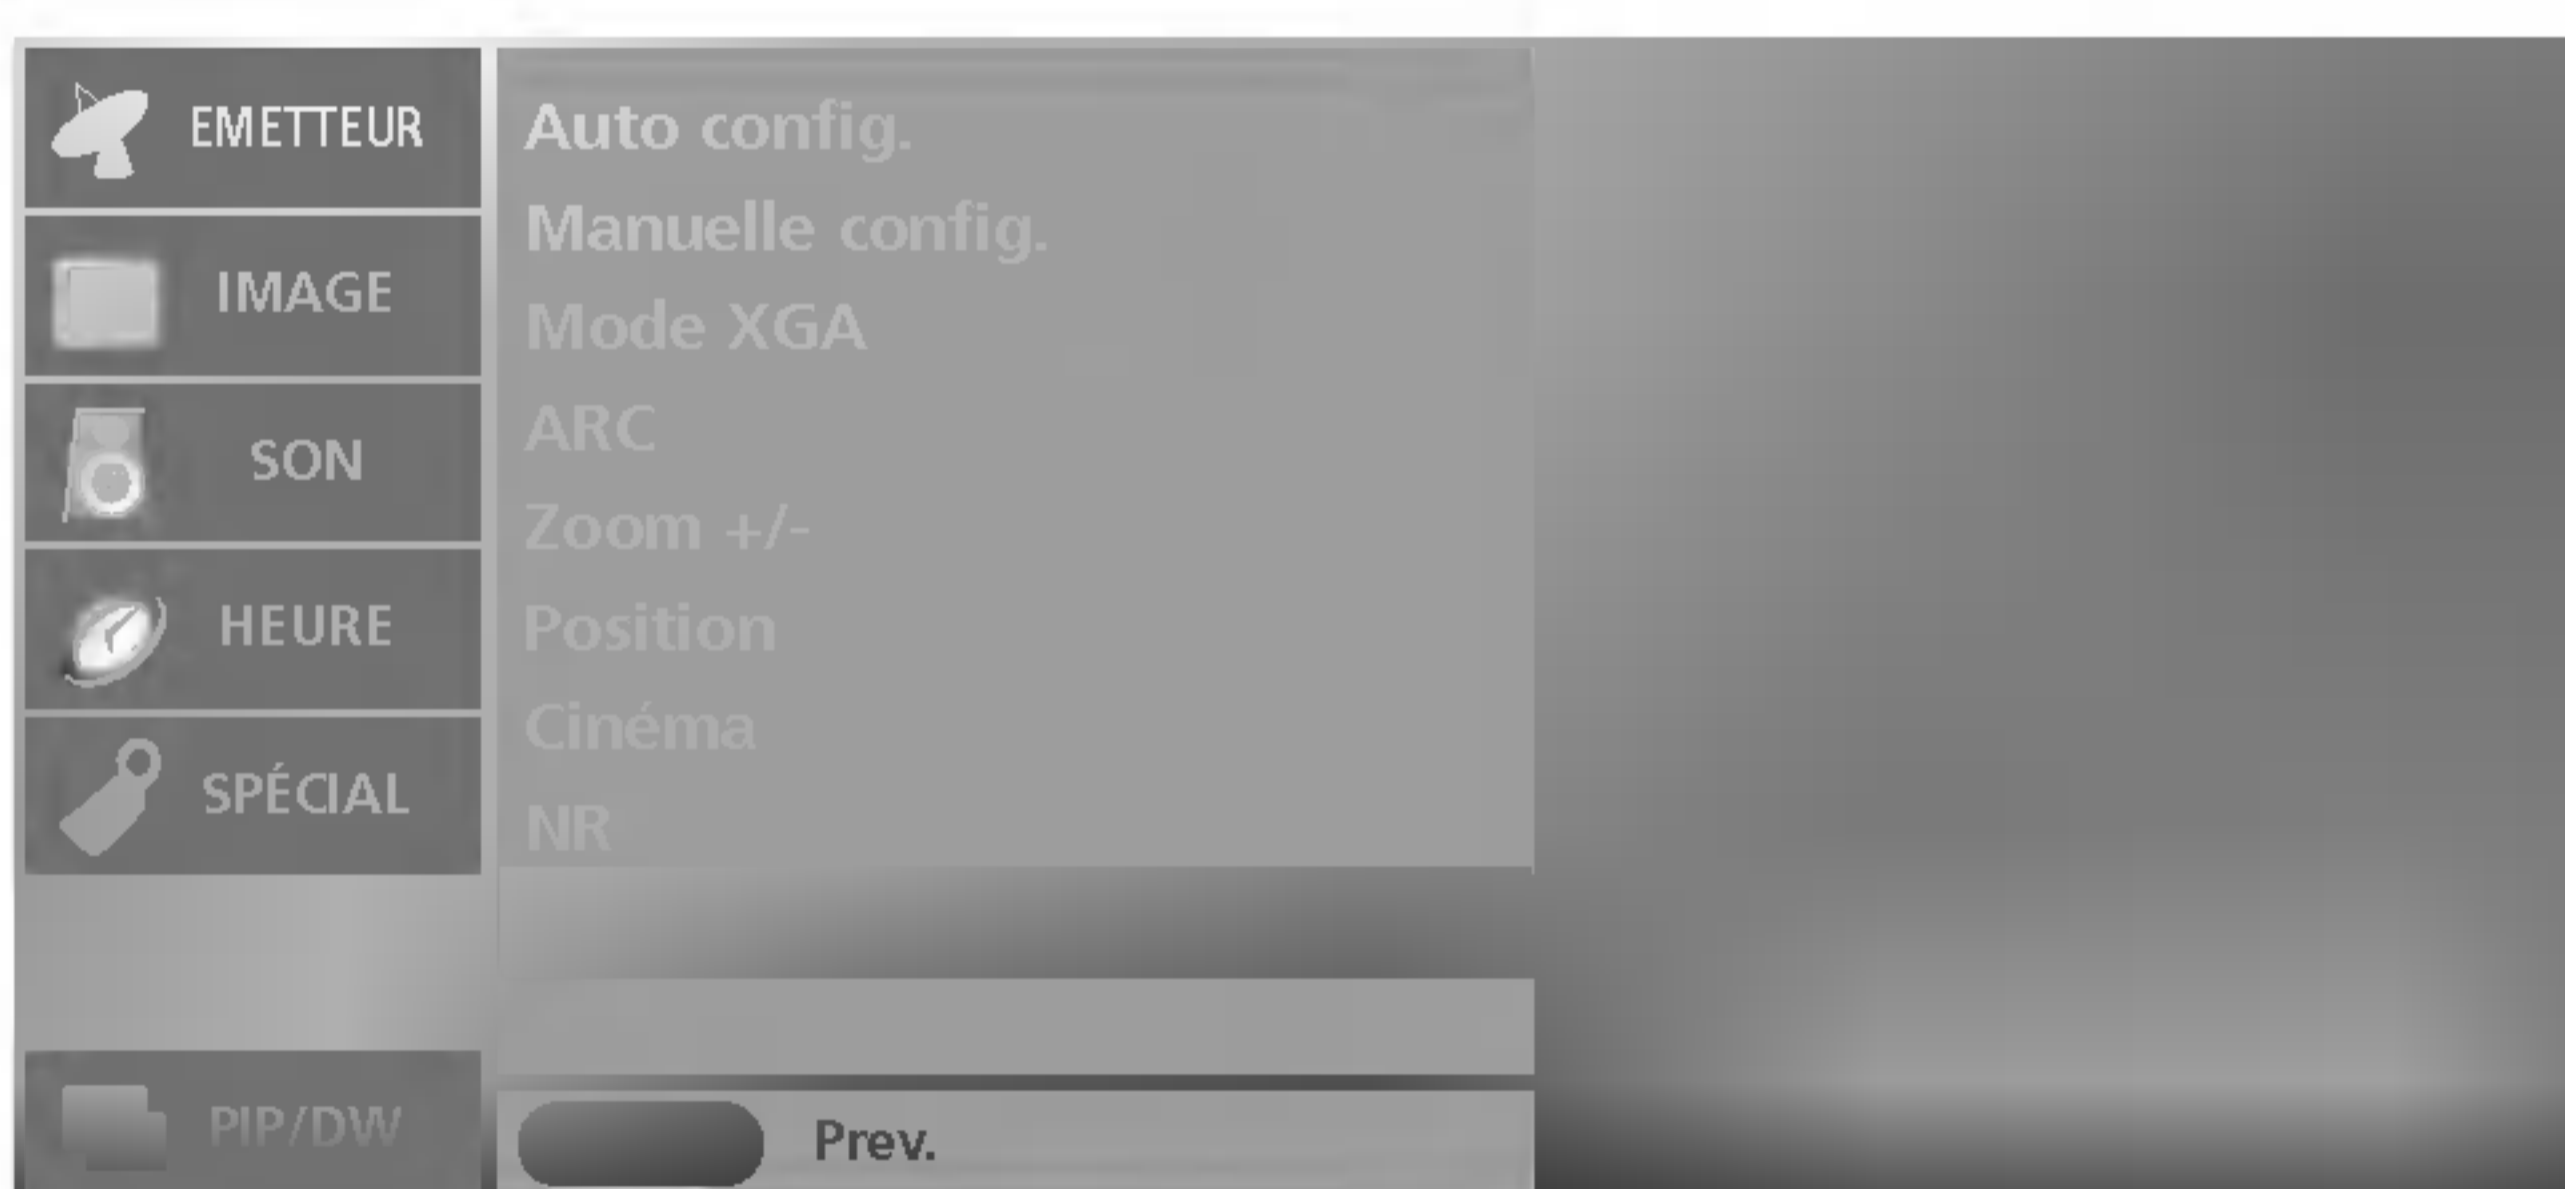 EMETTEUR
IMAGE
SON
HEURE
SPÉCIAL
PIP/DW
Auto config.
Manuelle config.
Mode XGA
ARC
Zoom +/-
Position
Cinéma
NR
Prev.